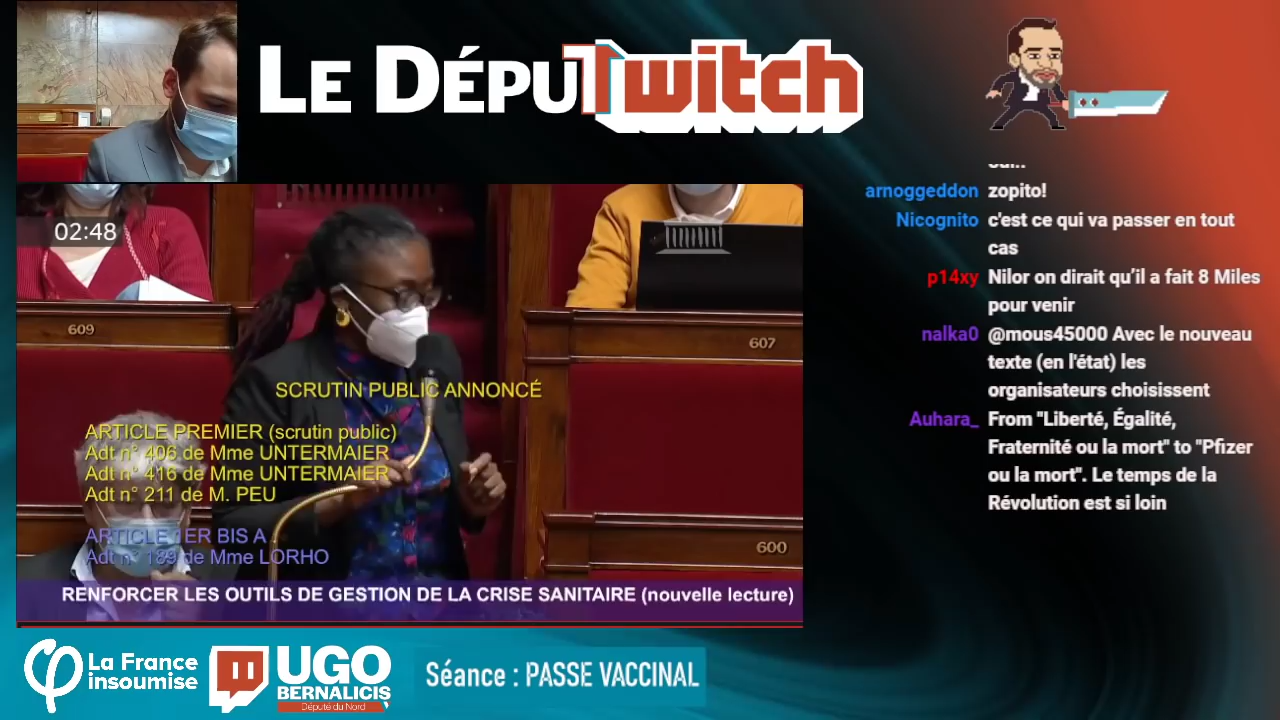 LE DÉPUTwitch
arnoggeddon zopito!
Nicognito c'est ce qui va passer en tout
cas
p14xy Nilor on dirait qu'il a fait 8 Miles
pour venir
nalka0 @mous45000 Avec le nouveau
texte (en l'état) les
organisateurs choisissent
Auhara_ From "Liberté, Égalité,
Fraternité ou la mort" to "Pfizer
ou la mort". Le temps de la
Révolution est si loin
02:48
609
607
SCRUTIN PUBLIC ANNONCÉ
ARTICLE PREMIER (scrutin public)
Adt n° 406 de Mme UNTERMAIER
Adt n° 416 de Mme UNTERMAIER
Adt n° 211 de M. PEU
ARTICLE 1ER BIS A
Adt n° 189 de Mme LORHO
600
RENFORCER LES OUTILS DE GESTION DE LA CRISE SANITAIRE (nouvelle lecture)
La France
insoumise
UGO
BERNALICIS
Député du Nord
Séance : PASSE VACCINAL